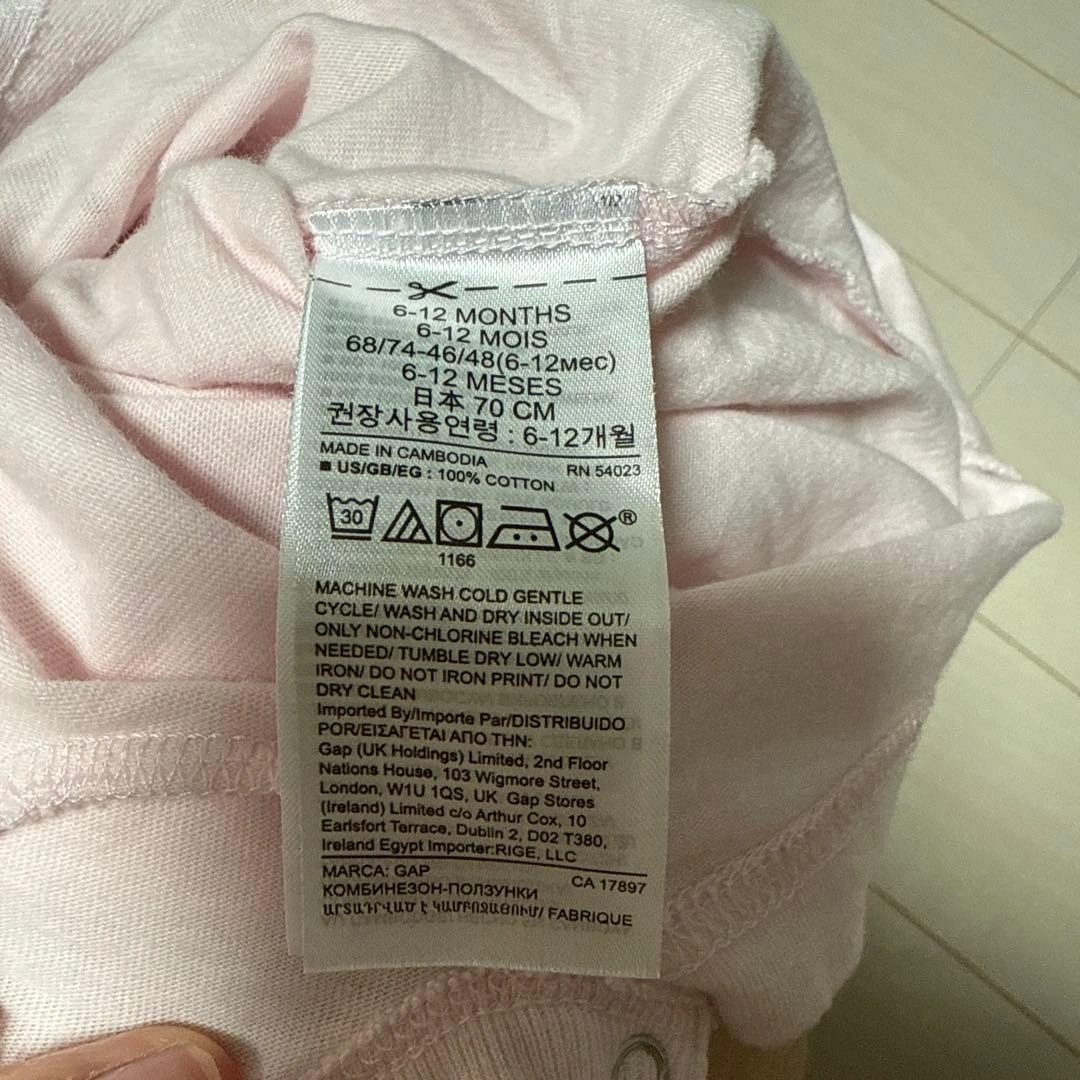 1/2
6-12 MONTHS
6-12 MOIS
68/74-46/48(6-12мес)
6-12 MESES
日本 70 CM
권장사용연령 : 6-12개월
MADE IN CAMBODIA RN 54023
■ US/GB/EG : 100% COTTON
30 ®
1166
MACHINE WASH COLD GENTLE
CYCLE/ WASH AND DRY INSIDE OUT/
ONLY NON-CHLORINE BLEACH WHEN
NEEDED/ TUMBLE DRY LOW/ WARM
IRON/ DO NOT IRON PRINT/ DO NOT
DRY CLEAN
Imported By/Importe Par/DISTRIBUIDO
POR/ΕΙΣΑΓΕΤΑΙ ΑΠΟ ΤΗΝ:
Gap (UK Holdings) Limited, 2nd Floor
Nations House, 103 Wigmore Street,
London, W1U 1QS, UK Gap Stores
(Ireland) Limited c/o Arthur Cox, 10
Earlsfort Terrace, Dublin 2, D02 T380,
Ireland Egypt Importer:RIGE, LLC
MARCA: GAP CA 17897
КОМБИНЕЗОН-ПОЛЗУНКИ
ԱՐՏԱԴՐՎԱԾ Է ԿԱՄԲՈՋԱՅՈՒՄ/ FABRIQUE